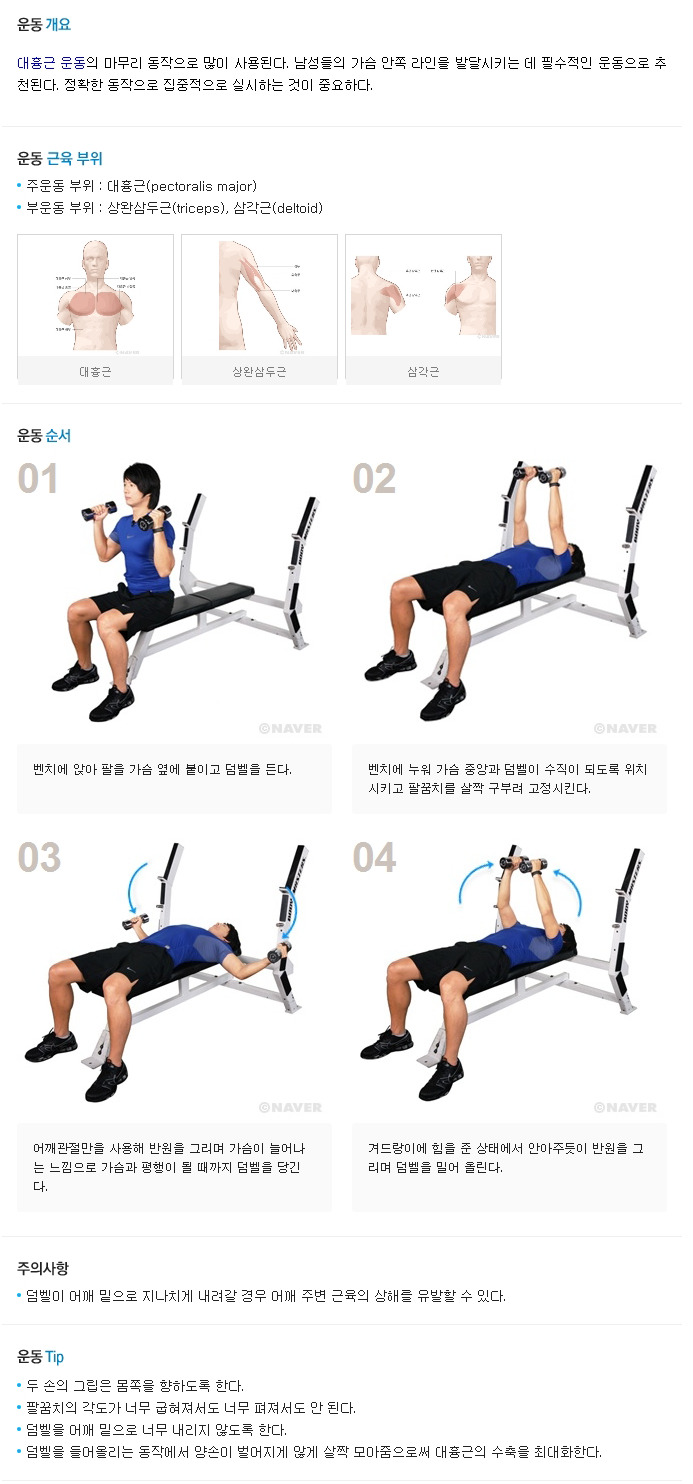 운동 개요
대흉근 운동의 마무리 동작으로 많이 사용된다. 남성들의 가슴 안쪽 라인을 발달시키는 데 필수적인 운동으로 추
천된다. 정확한 동작으로 집중적으로 실시하는 것이 중요하다.
운동 근육 부위
주운동 부위 : 대흉근(pectoralis major)
부운동 부위 : 상완삼두근(triceps), 삼각근(deltoid)
대흉근 상완삼두근 삼각근
운동 순서
01 02
©NAVER ©NAVER
벤치에 앉아 팔을 가슴 옆에 붙이고 덤벨을 든다.
벤치에 누워 가슴 중앙과 덤벨이 수직이 되도록 위치
시키고 팔꿈치를 살짝 구부려 고정시킨다.
03 04
©NAVER ©NAVER
어깨관절만을 사용해 반원을 그리며 가슴이 늘어나
는 느낌으로 가슴과 평행이 될 때까지 덤벨을 당긴
다.
겨드랑이에 힘을 준 상태에서 안아주듯이 반원을 그
리며 덤벨을 밀어 올린다.
주의사항
덤벨이 어깨 밑으로 지나치게 내려갈 경우 어깨 주변 근육의 상해를 유발할 수 있다.
운동 Tip
두 손의 그립은 몸쪽을 향하도록 한다.
팔꿈치의 각도가 너무 굽혀져서도 너무 펴져서도 안 된다.
덤벨을 어깨 밑으로 너무 내리지 않도록 한다.
덤벨을 들어올리는 동작에서 양손이 벌어지게 않게 살짝 모아줌으로써 대흉근의 수축을 최대화한다.